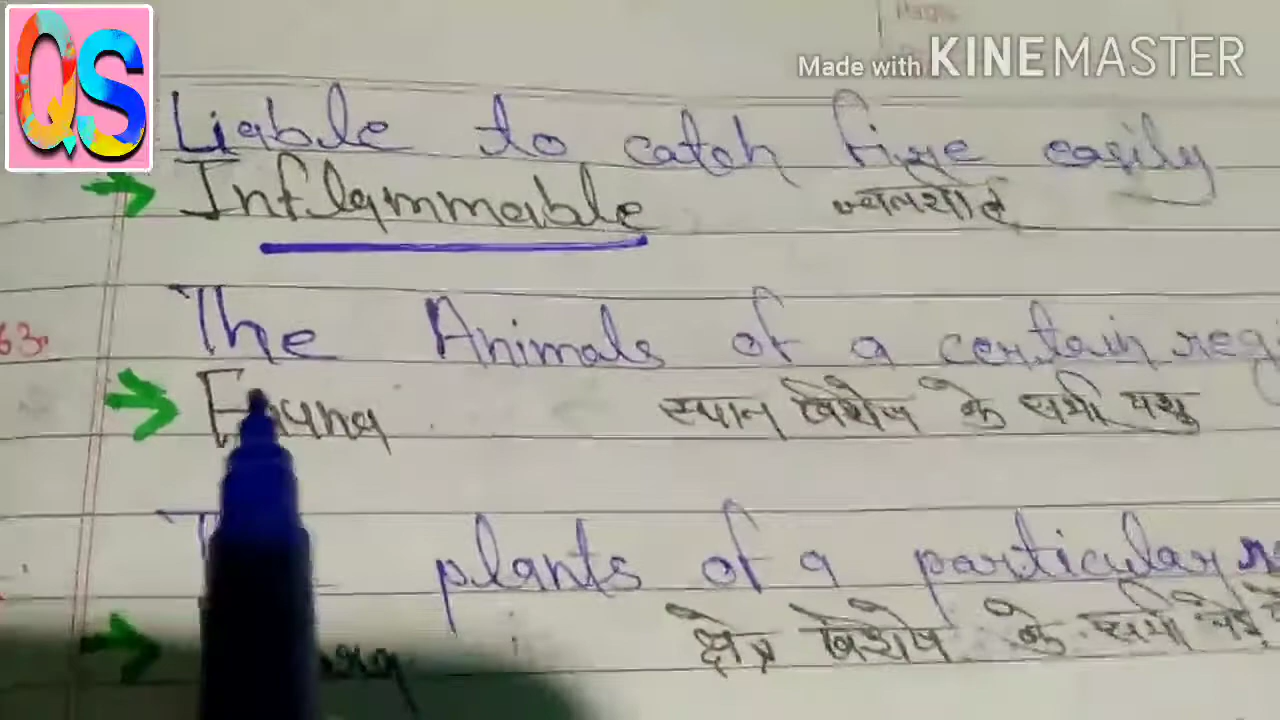 QS
Made with KINEMASTER
Liable to catch fire easily
Inflammable ज्वलशील
63. The Animals of a certain reg
Fauna स्थान विशेष के सभी पशु
plants of a particular
क्षेत्र विशेष के सभी पेड़